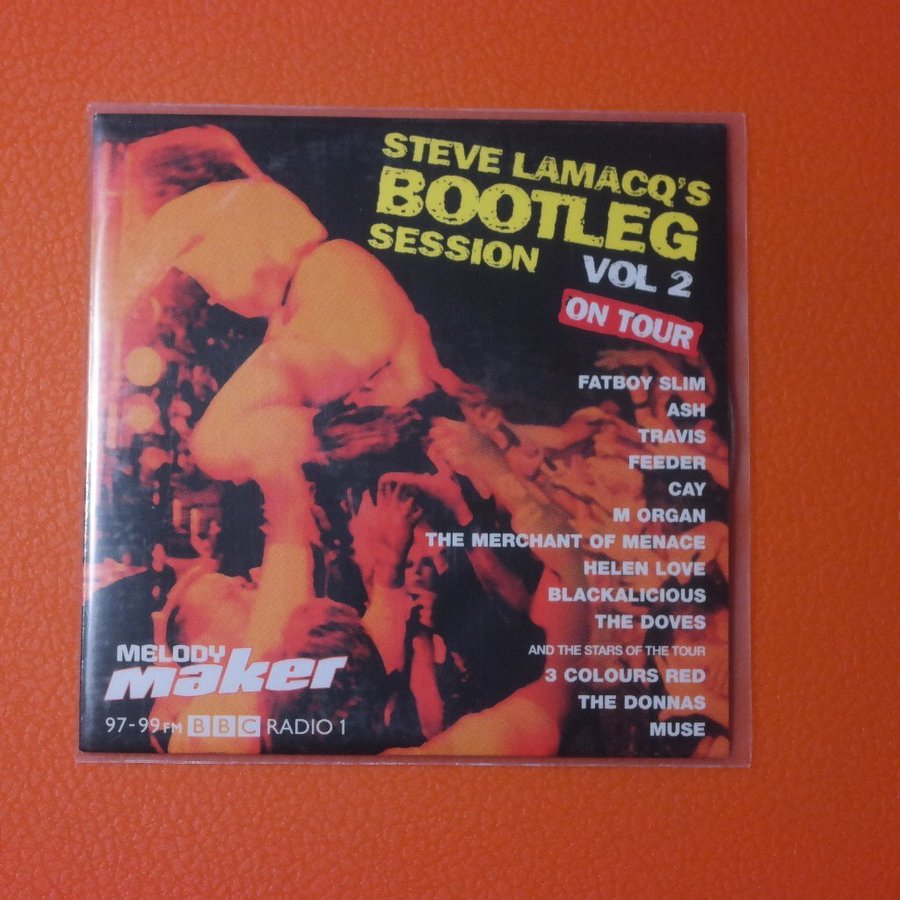 STEVE LAMACQ'S
BOOTLEG
SESSION
VOL 2
ON TOUR
FATBOY SLIM
ASH
TRAVIS
FEEDER
CAY
M ORGAN
THE MERCHANT OF MENACE
HELEN LOVE
BLACKALICIOUS
THE DOVES
AND THE STARS OF THE TOUR
3 COLOURS RED
THE DONNAS
MUSE
MELODY
maker
97-99FM BBC RADIO 1